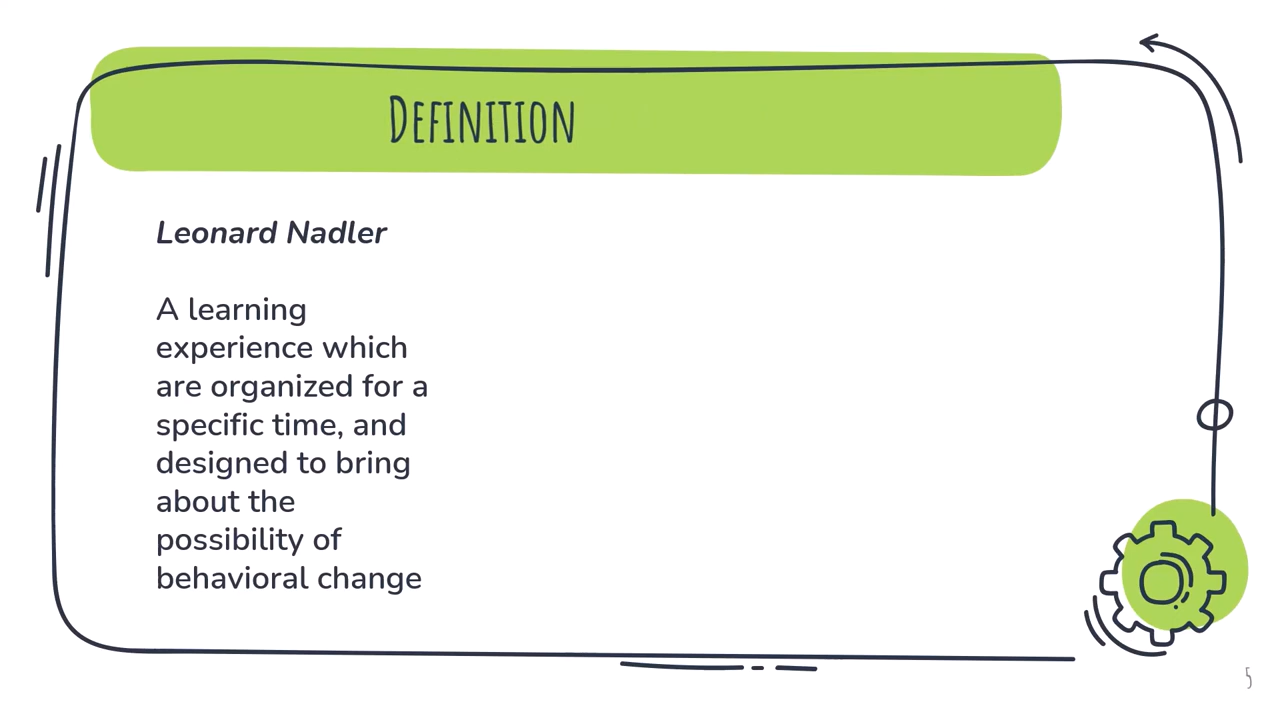 Definition
Leonard Nadler
A learning
experience which
are organized for a
specific time, and
designed to bring
about the
possibility of
behavioral change
5